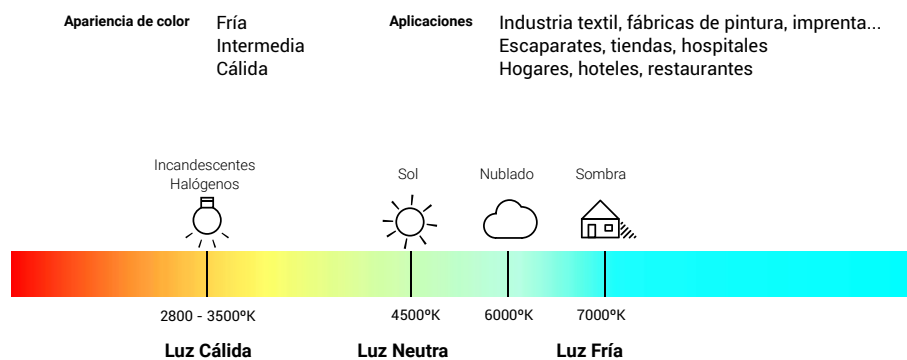 Apariencia de color Fría Aplicaciones Industria textil, fábricas de pintura, imprenta...
Intermedia Escaparates, tiendas, hospitales
Cálida Hogares, hoteles, restaurantes
Incandescentes
Halógenos
Sol Nublado Sombra
2800 - 3500ºK 4500ºK 6000ºK 7000ºK
Luz Cálida Luz Neutra Luz Fría